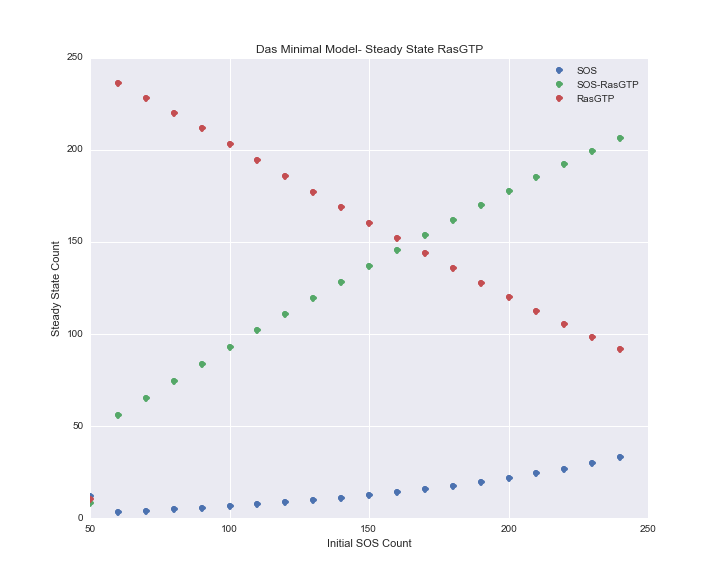 Das Minimal Model- Steady State RasGTP
250
200
150
100
50
0
Steady State Count
SOS
SOS-RasGTP
RasGTP
50
100
150
200
250
Initial SOS Count